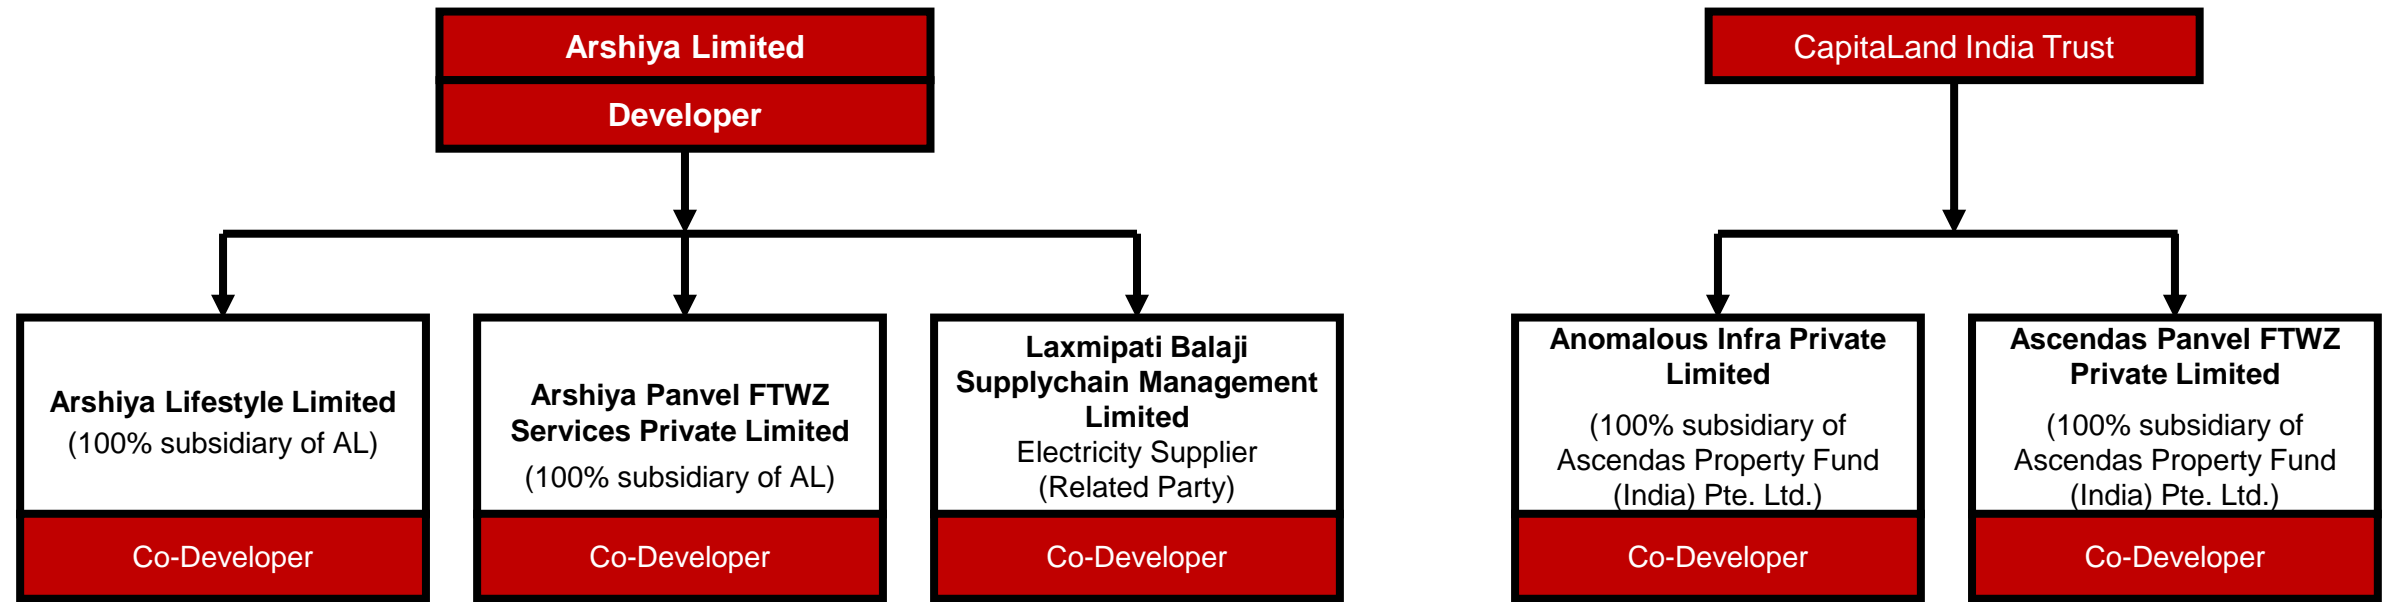 Arshiya Limited
Developer
CapitaLand India Trust
Arshiya Lifestyle Limited
(100% subsidiary of AL)
Co-Developer
Arshiya Panvel FTWZ
Services Private Limited
(100% subsidiary of AL)
Co-Developer
Laxmipati Balaji
Supplychain Management
Limited
Electricity Supplier
(Related Party)
Co-Developer
Anomalous Infra Private
Limited
(100% subsidiary of
Ascendas Property Fund
(India) Pte. Ltd.)
Co-Developer
Ascendas Panvel FTWZ
Private Limited
(100% subsidiary of
Ascendas Property Fund
(India) Pte. Ltd.)
Co-Developer